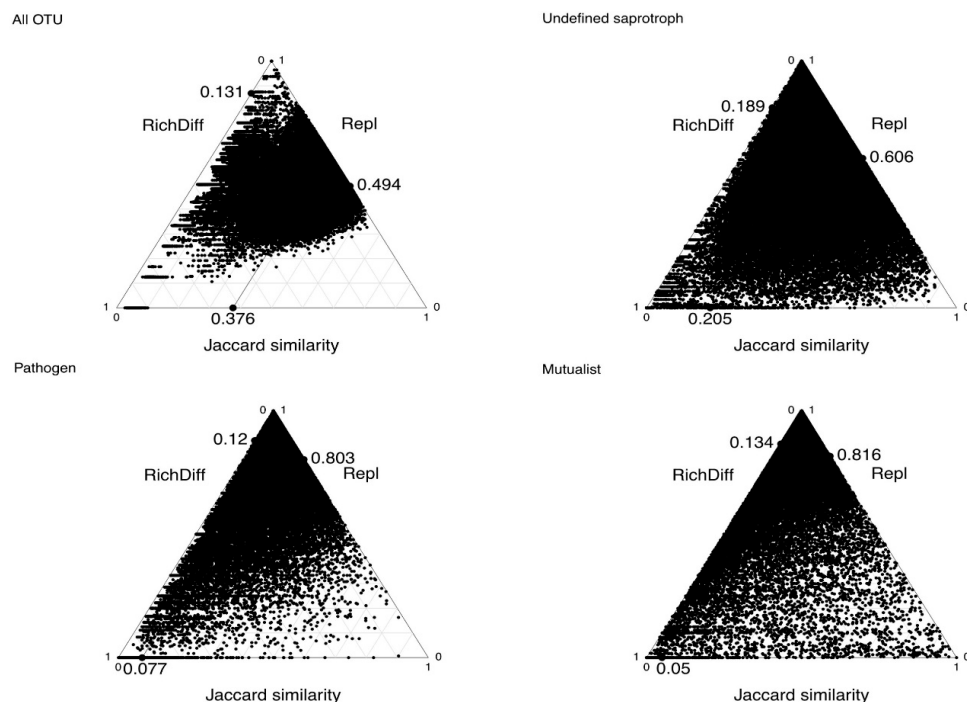 All OTU
0 1
0.131
RichDiff
Repl
0.494
1
0
0.376
0
1
Jaccard similarity
Undefined saprotroph
0 1
0.189
RichDiff
Repl
0.606
1
0
0.205
0
1
Jaccard similarity
Pathogen
0 1
0.12
0.803
RichDiff
Repl
1
0
0.077
0
1
Jaccard similarity
Mutualist
0 1
0.134
0.816
RichDiff
Repl
1
0
0.05
0
1
Jaccard similarity